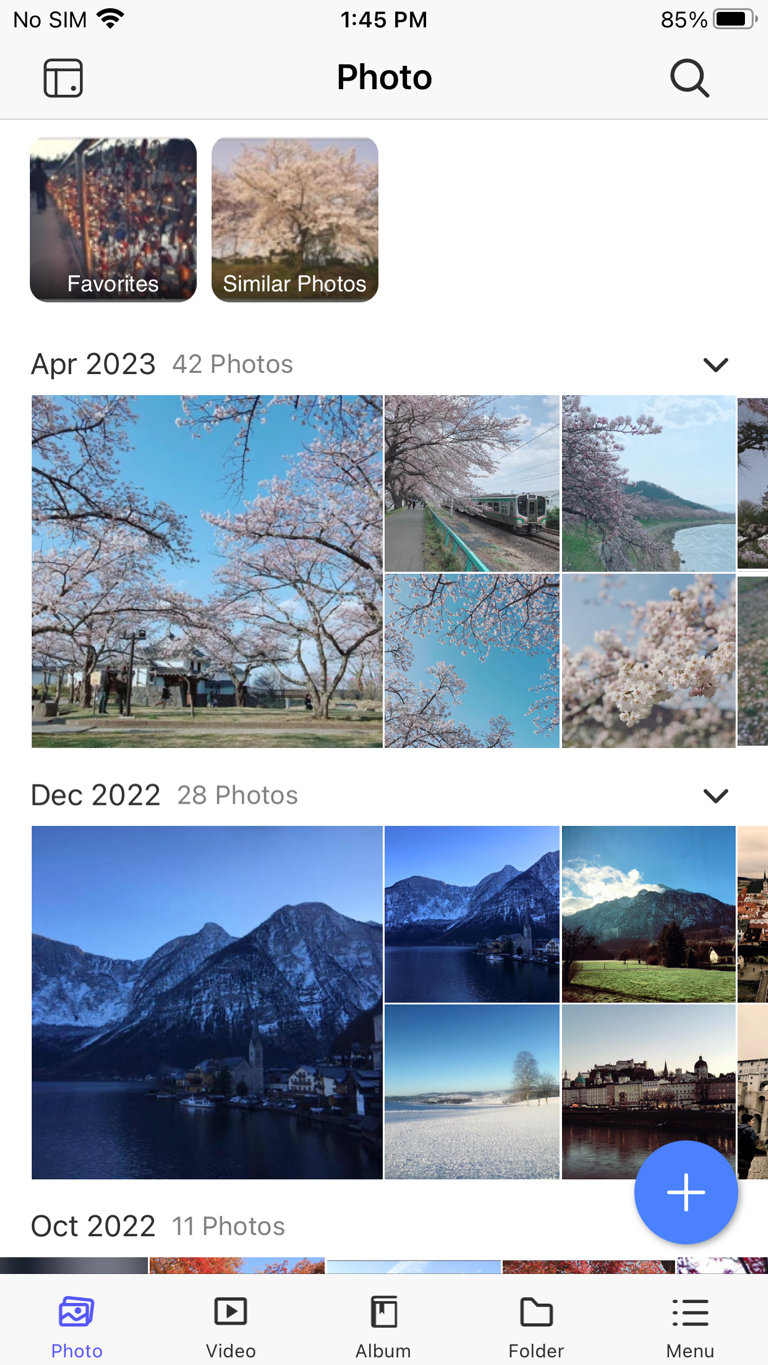 No SIM 1:45 PM 85%
Photo
Favorites Similar Photos
Apr 2023 42 Photos
Dec 2022 28 Photos
Oct 2022 11 Photos
Photo Video Album Folder Menu